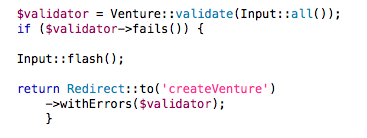 $validator = Venture::validate(Input::all());
if ($validator->fails()) {
Input::flash();
return Redirect::to('createVenture')
->withErrors($validator);
}